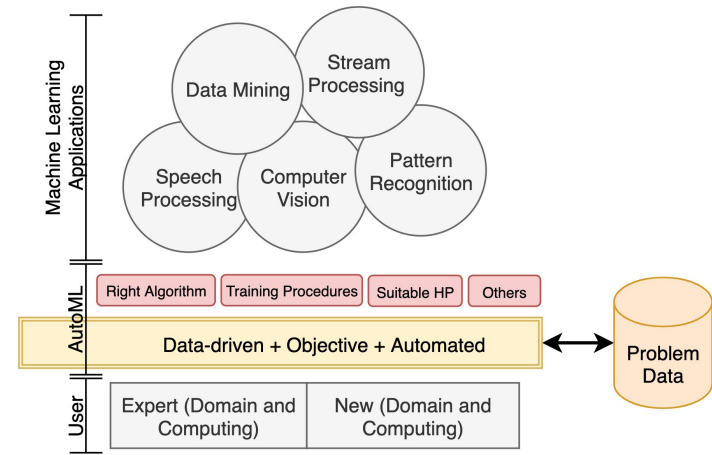 Machine Learning
Applications
Data Mining
Stream
Processing
Speech
Processing
Computer
Vision
Pattern
Recognition
AutoML
Right Algorithm
Training Procedures
Suitable HP
Others
Data-driven + Objective + Automated
Problem
Data
User
Expert (Domain and
Computing)
New (Domain and
Computing)